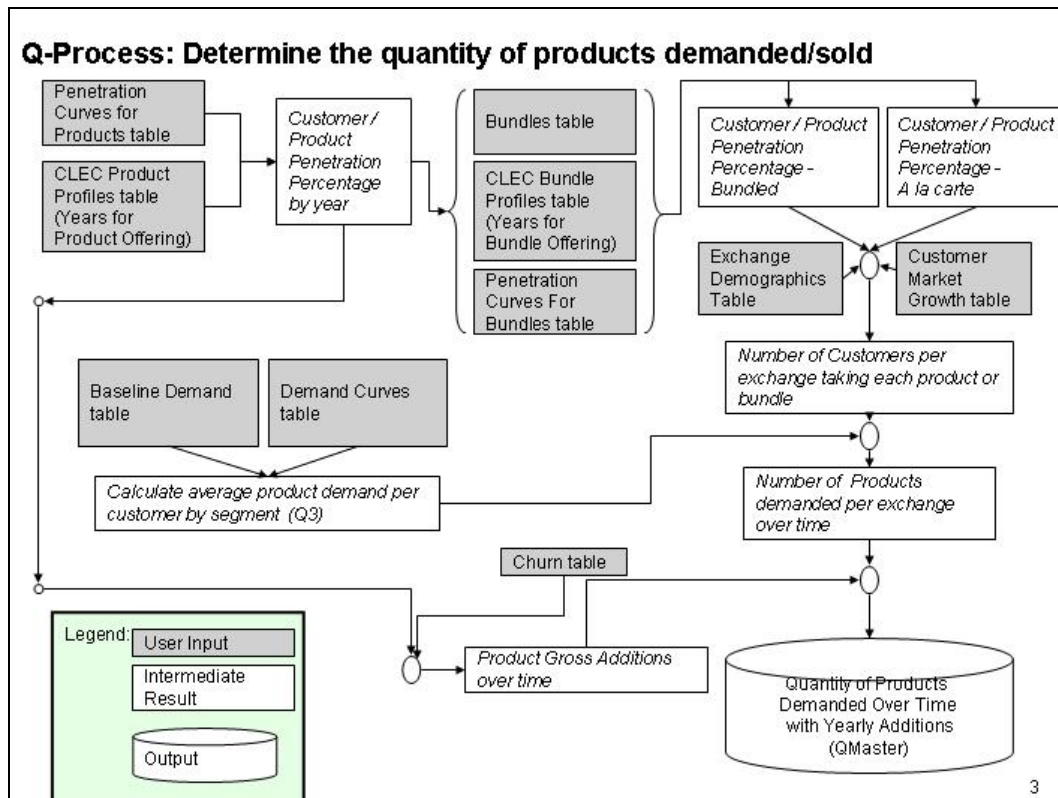 Q-Process: Determine the quantity of products demanded/sold
Penetration
Curves for
Products table
CLEC Product
Profiles table
(Years for
Product Offering)
Customer /
Product
Penetration
Percentage
by year
Bundles table
CLEC Bundle
Profiles table
(Years for
Bundle Offering)
Penetration
Curves For
Bundles table
Customer / Product
Penetration
Percentage -
Bundled
Customer / Product
Penetration
Percentage -
A la carte
Exchange
Demographics
Table
Customer
Market
Growth table
Number of Customers per
exchange taking each product or
bundle
Baseline Demand
table
Demand Curves
table
Calculate average product demand per
customer by segment (Q3)
Number of Products
demanded per exchange
over time
Churn table
Product Gross Additions
over time
Quantity of Products
Demanded Over Time
with Yearly Additions
(QMaster)
Legend:
User Input
Intermediate
Result
Output
3